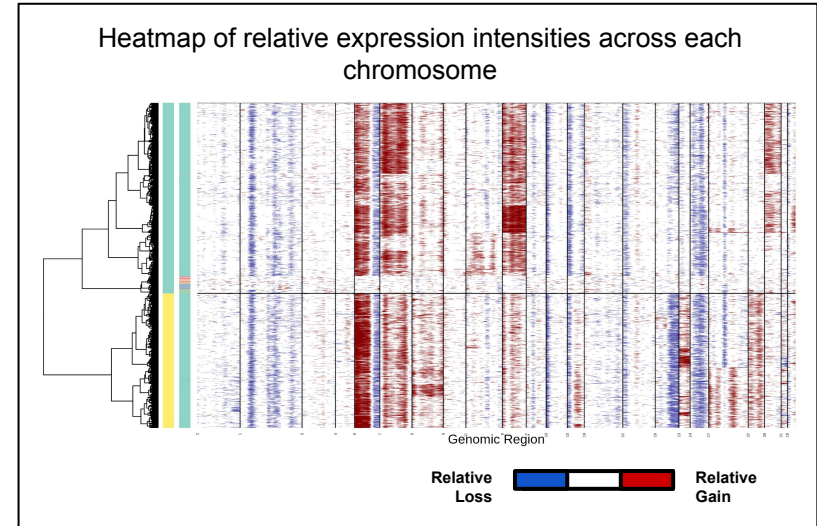 Heatmap of relative expression intensities across each
chromosome
Genomic Region
Relative
Loss
Relative
Gain